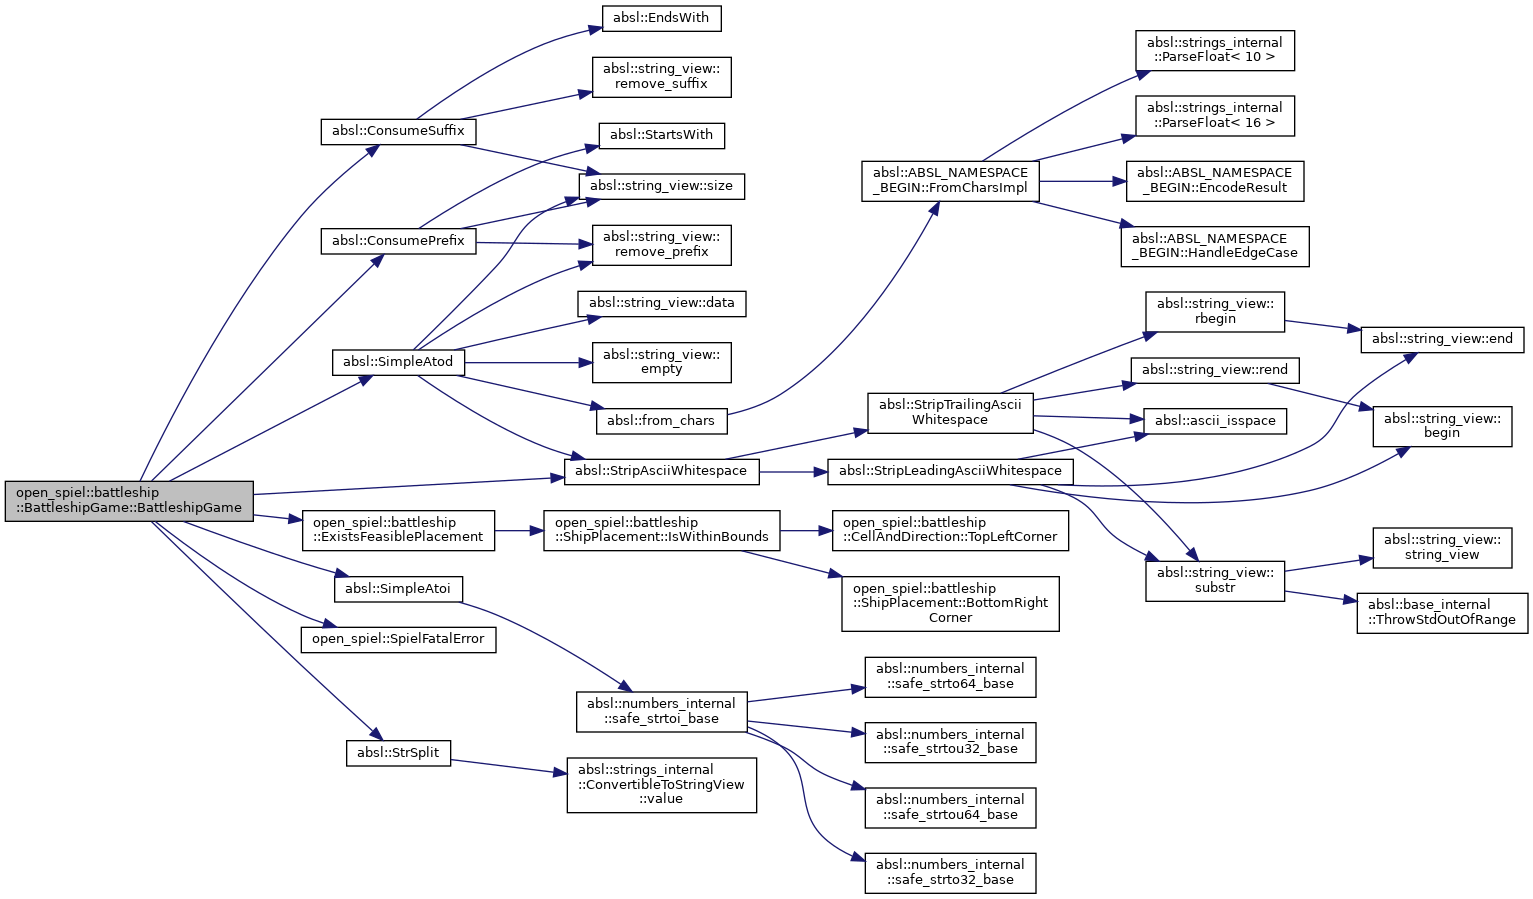 absl::EndsWith
absl::string_view::
remove_suffix
absl::ConsumeSuffix
absl::StartsWith
absl::string_view::size
absl::ConsumePrefix
absl::string_view::
remove_prefix
absl::string_view::data
absl::SimpleAtod
absl::string_view::
empty
absl::from_chars
absl::StripAsciiWhitespace
open_spiel::battleship
::BattleshipGame::BattleshipGame
open_spiel::battleship
::ExistsFeasiblePlacement
open_spiel::battleship
::ShipPlacement::IsWithinBounds
open_spiel::battleship
::CellAndDirection::TopLeftCorner
open_spiel::battleship
::ShipPlacement::BottomRight
Corner
absl::SimpleAtoi
open_spiel::SpielFatalError
absl::StrSplit
absl::numbers_internal
::safe_strtoi_base
absl::strings_internal
::ConvertibleToStringView
::value
absl::numbers_internal
::safe_strto64_base
absl::numbers_internal
::safe_strtou32_base
absl::numbers_internal
::safe_strtou64_base
absl::numbers_internal
::safe_strto32_base
absl::ABSL_NAMESPACE
_BEGIN::FromCharsImpl
absl::strings_internal
::ParseFloat< 10 >
absl::strings_internal
::ParseFloat< 16 >
absl::ABSL_NAMESPACE
_BEGIN::EncodeResult
absl::ABSL_NAMESPACE
_BEGIN::HandleEdgeCase
absl::StripTrailingAscii
Whitespace
absl::StripLeadingAsciiWhitespace
absl::string_view::
rbegin
absl::string_view::rend
absl::ascii_isspace
absl::string_view::
substr
absl::string_view::end
absl::string_view::
begin
absl::string_view::
string_view
absl::base_internal
::ThrowStdOutOfRange